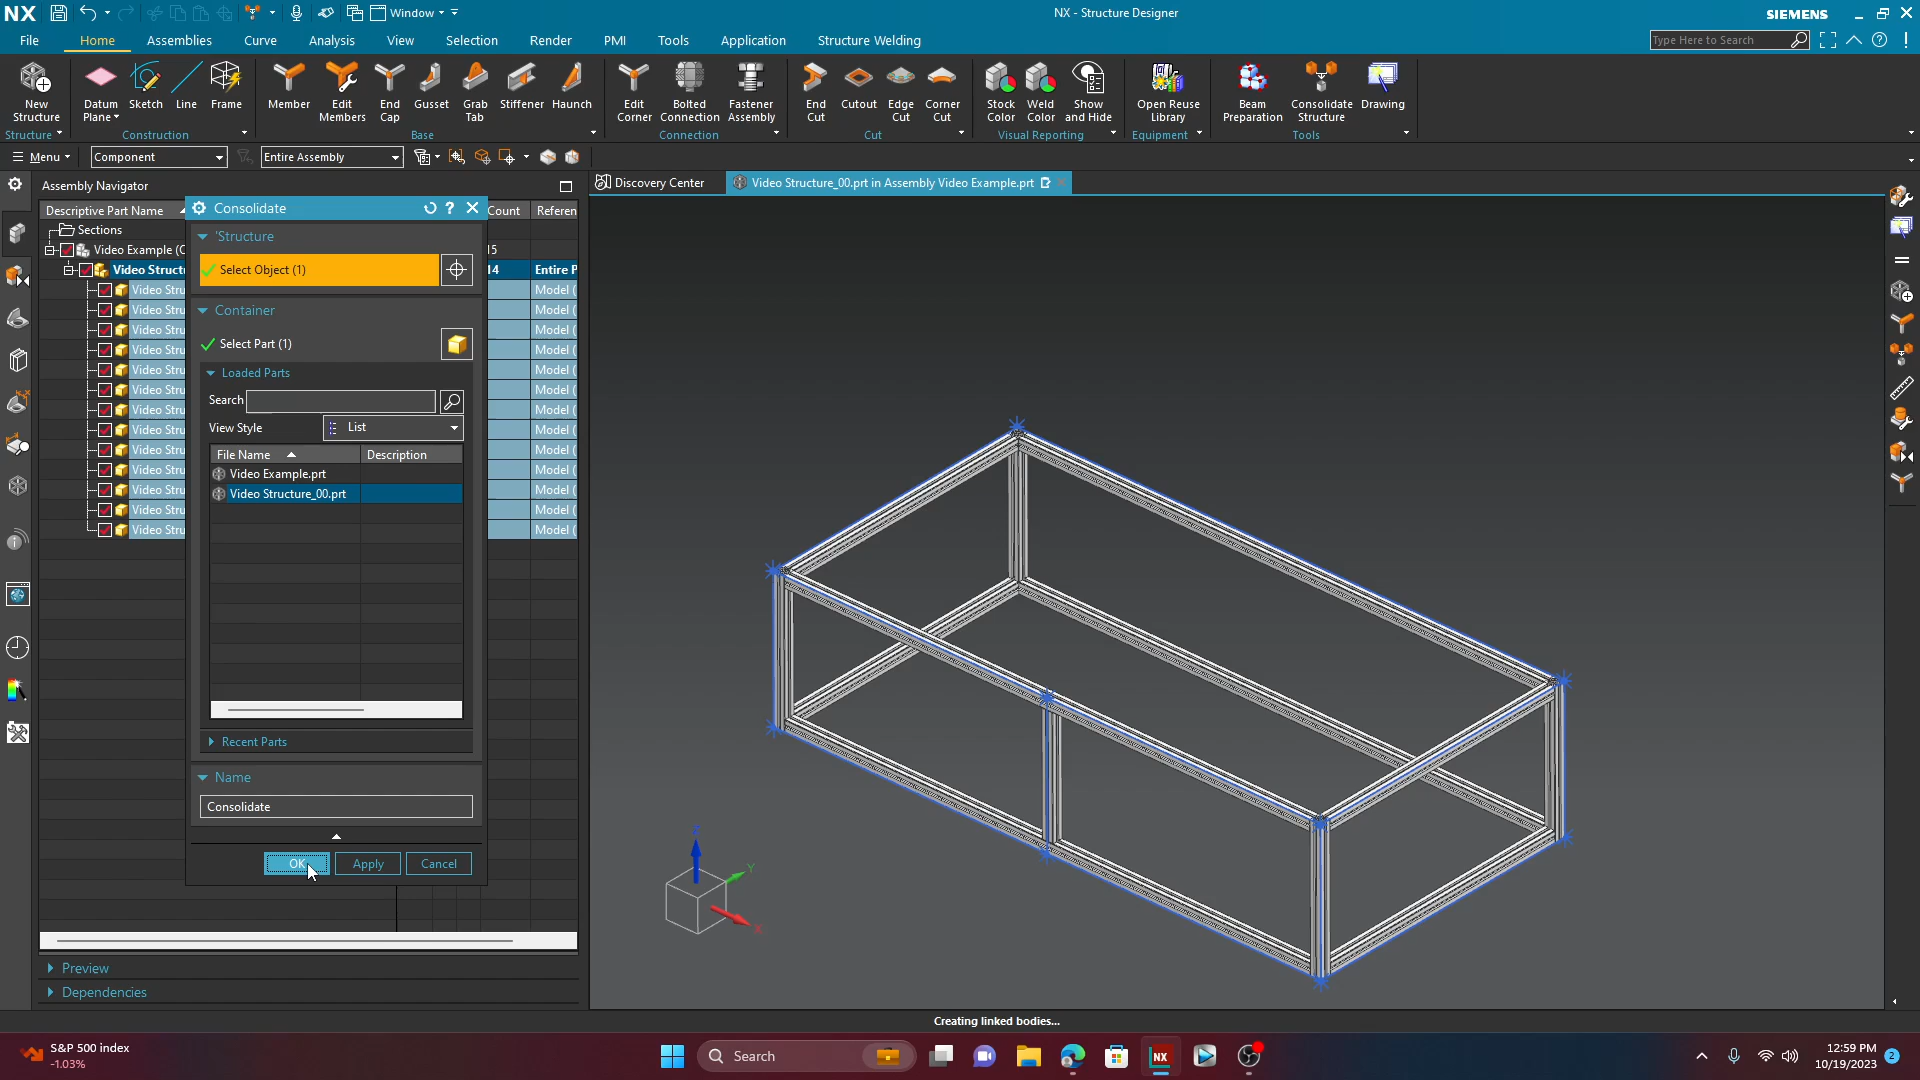 NX
Window
NX - Structure Designer
SIEMENS
File
Home
Assemblies
Curve
Analysis
View
Selection
Render
PMI
Tools
Application
Structure Welding
Type Here to Search
New Structure
Datum Plane
Sketch
Line
Frame
Member
Edit Members
End Cap
Gusset
Grab Tab
Stiffener
Haunch
Edit Corner
Bolted Connection
Fastener Assembly
End Cut
Cutout
Edge Cut
Corner Cut
Stock Color
Weld Color
Show and Hide
Open Reuse Library
Beam Preparation
Consolidate Structure
Drawing
Structure
Construction
Base
Connection
Cut
Visual Reporting
Equipment
Tools
Menu
Component
Entire Assembly
Assembly Navigator
Discovery Center
Video Structure_00.prt in Assembly Video Example.prt
Descriptive Part Name
Count
Referen
Sections
Video Example (C
15
Video Struct
14
Entire P
Video Stru
Model (
Video Stru
Model (
Video Stru
Model (
Video Stru
Model (
Video Stru
Model (
Video Stru
Model (
Video Stru
Model (
Video Stru
Model (
Video Stru
Model (
Video Stru
Model (
Video Stru
Model (
Video Stru
Model (
Video Stru
Model (
Consolidate
'Structure
Select Object (1)
Container
Select Part (1)
Loaded Parts
Search
View Style
List
File Name
Description
Video Example.prt
Video Structure_00.prt
Recent Parts
Name
Consolidate
OK
Apply
Cancel
Preview
Dependencies
Z
Y
X
Creating linked bodies...
S&P 500 index
-1.03%
Search
NX
12:59 PM
10/19/2023
2